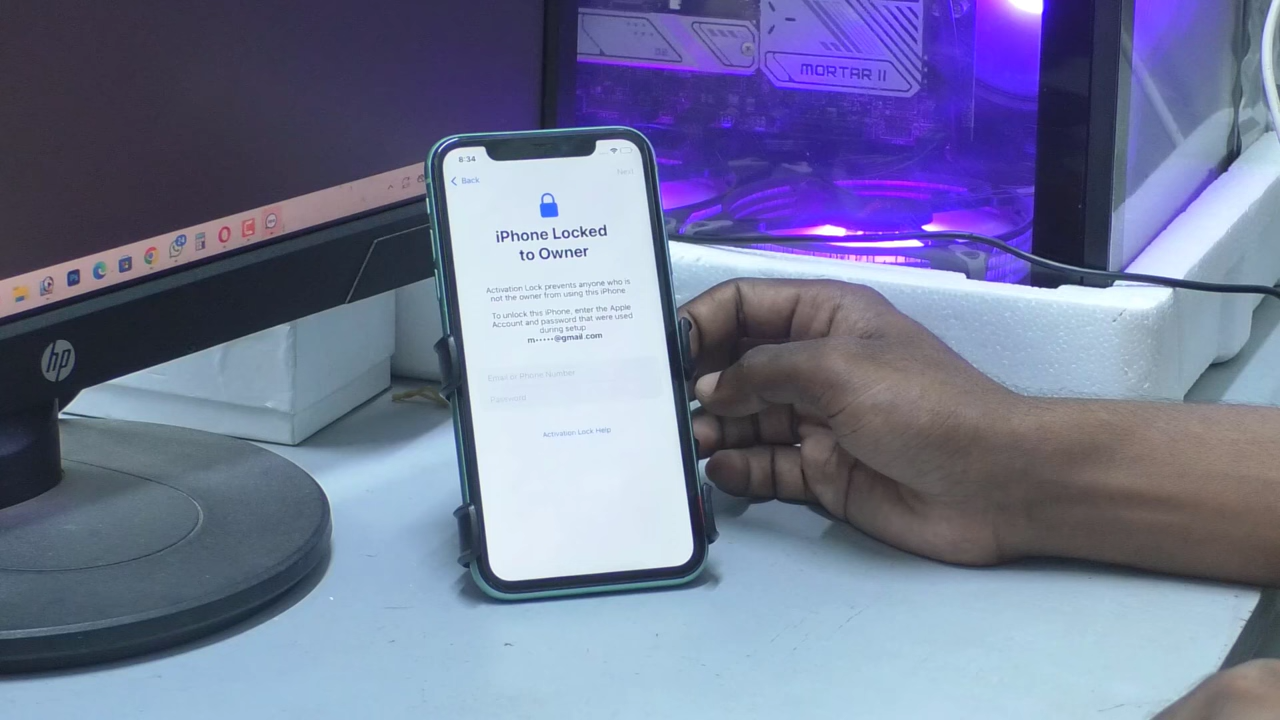 MORTAR II
8:34
Back
Next
iPhone Locked
to Owner
Activation Lock prevents anyone who is
not the owner from using this iPhone
To unlock this iPhone, enter the Apple
Account and password that were used
during setup
m•••••@gmail.com
Email or Phone Number
Password
Activation Lock Help
hp